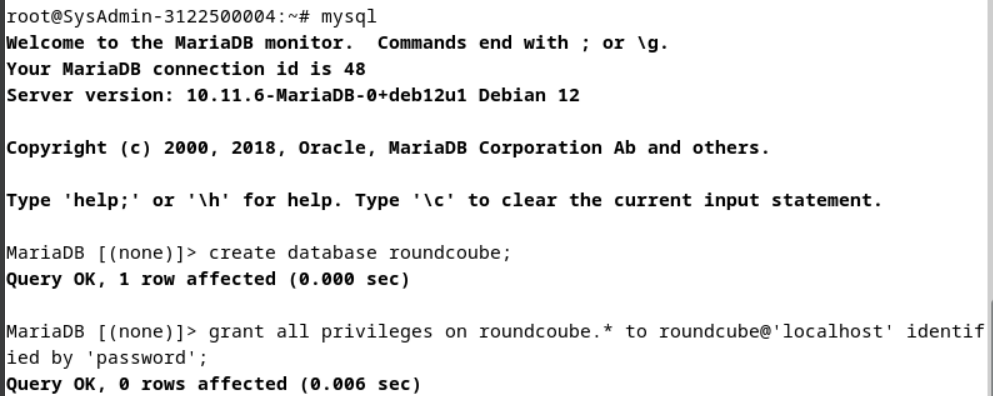 root@SysAdmin-3122500004:~# mysql
Welcome to the MariaDB monitor.  Commands end with ; or \g.
Your MariaDB connection id is 48
Server version: 10.11.6-MariaDB-0+deb12u1 Debian 12
Copyright (c) 2000, 2018, Oracle, MariaDB Corporation Ab and others.
Type 'help;' or '\h' for help. Type '\c' to clear the current input statement.
MariaDB [(none)]> create database roundcoube;
Query OK, 1 row affected (0.000 sec)
MariaDB [(none)]> grant all privileges on roundcoube.* to roundcube@'localhost' identif
ied by 'password';
Query OK, 0 rows affected (0.006 sec)